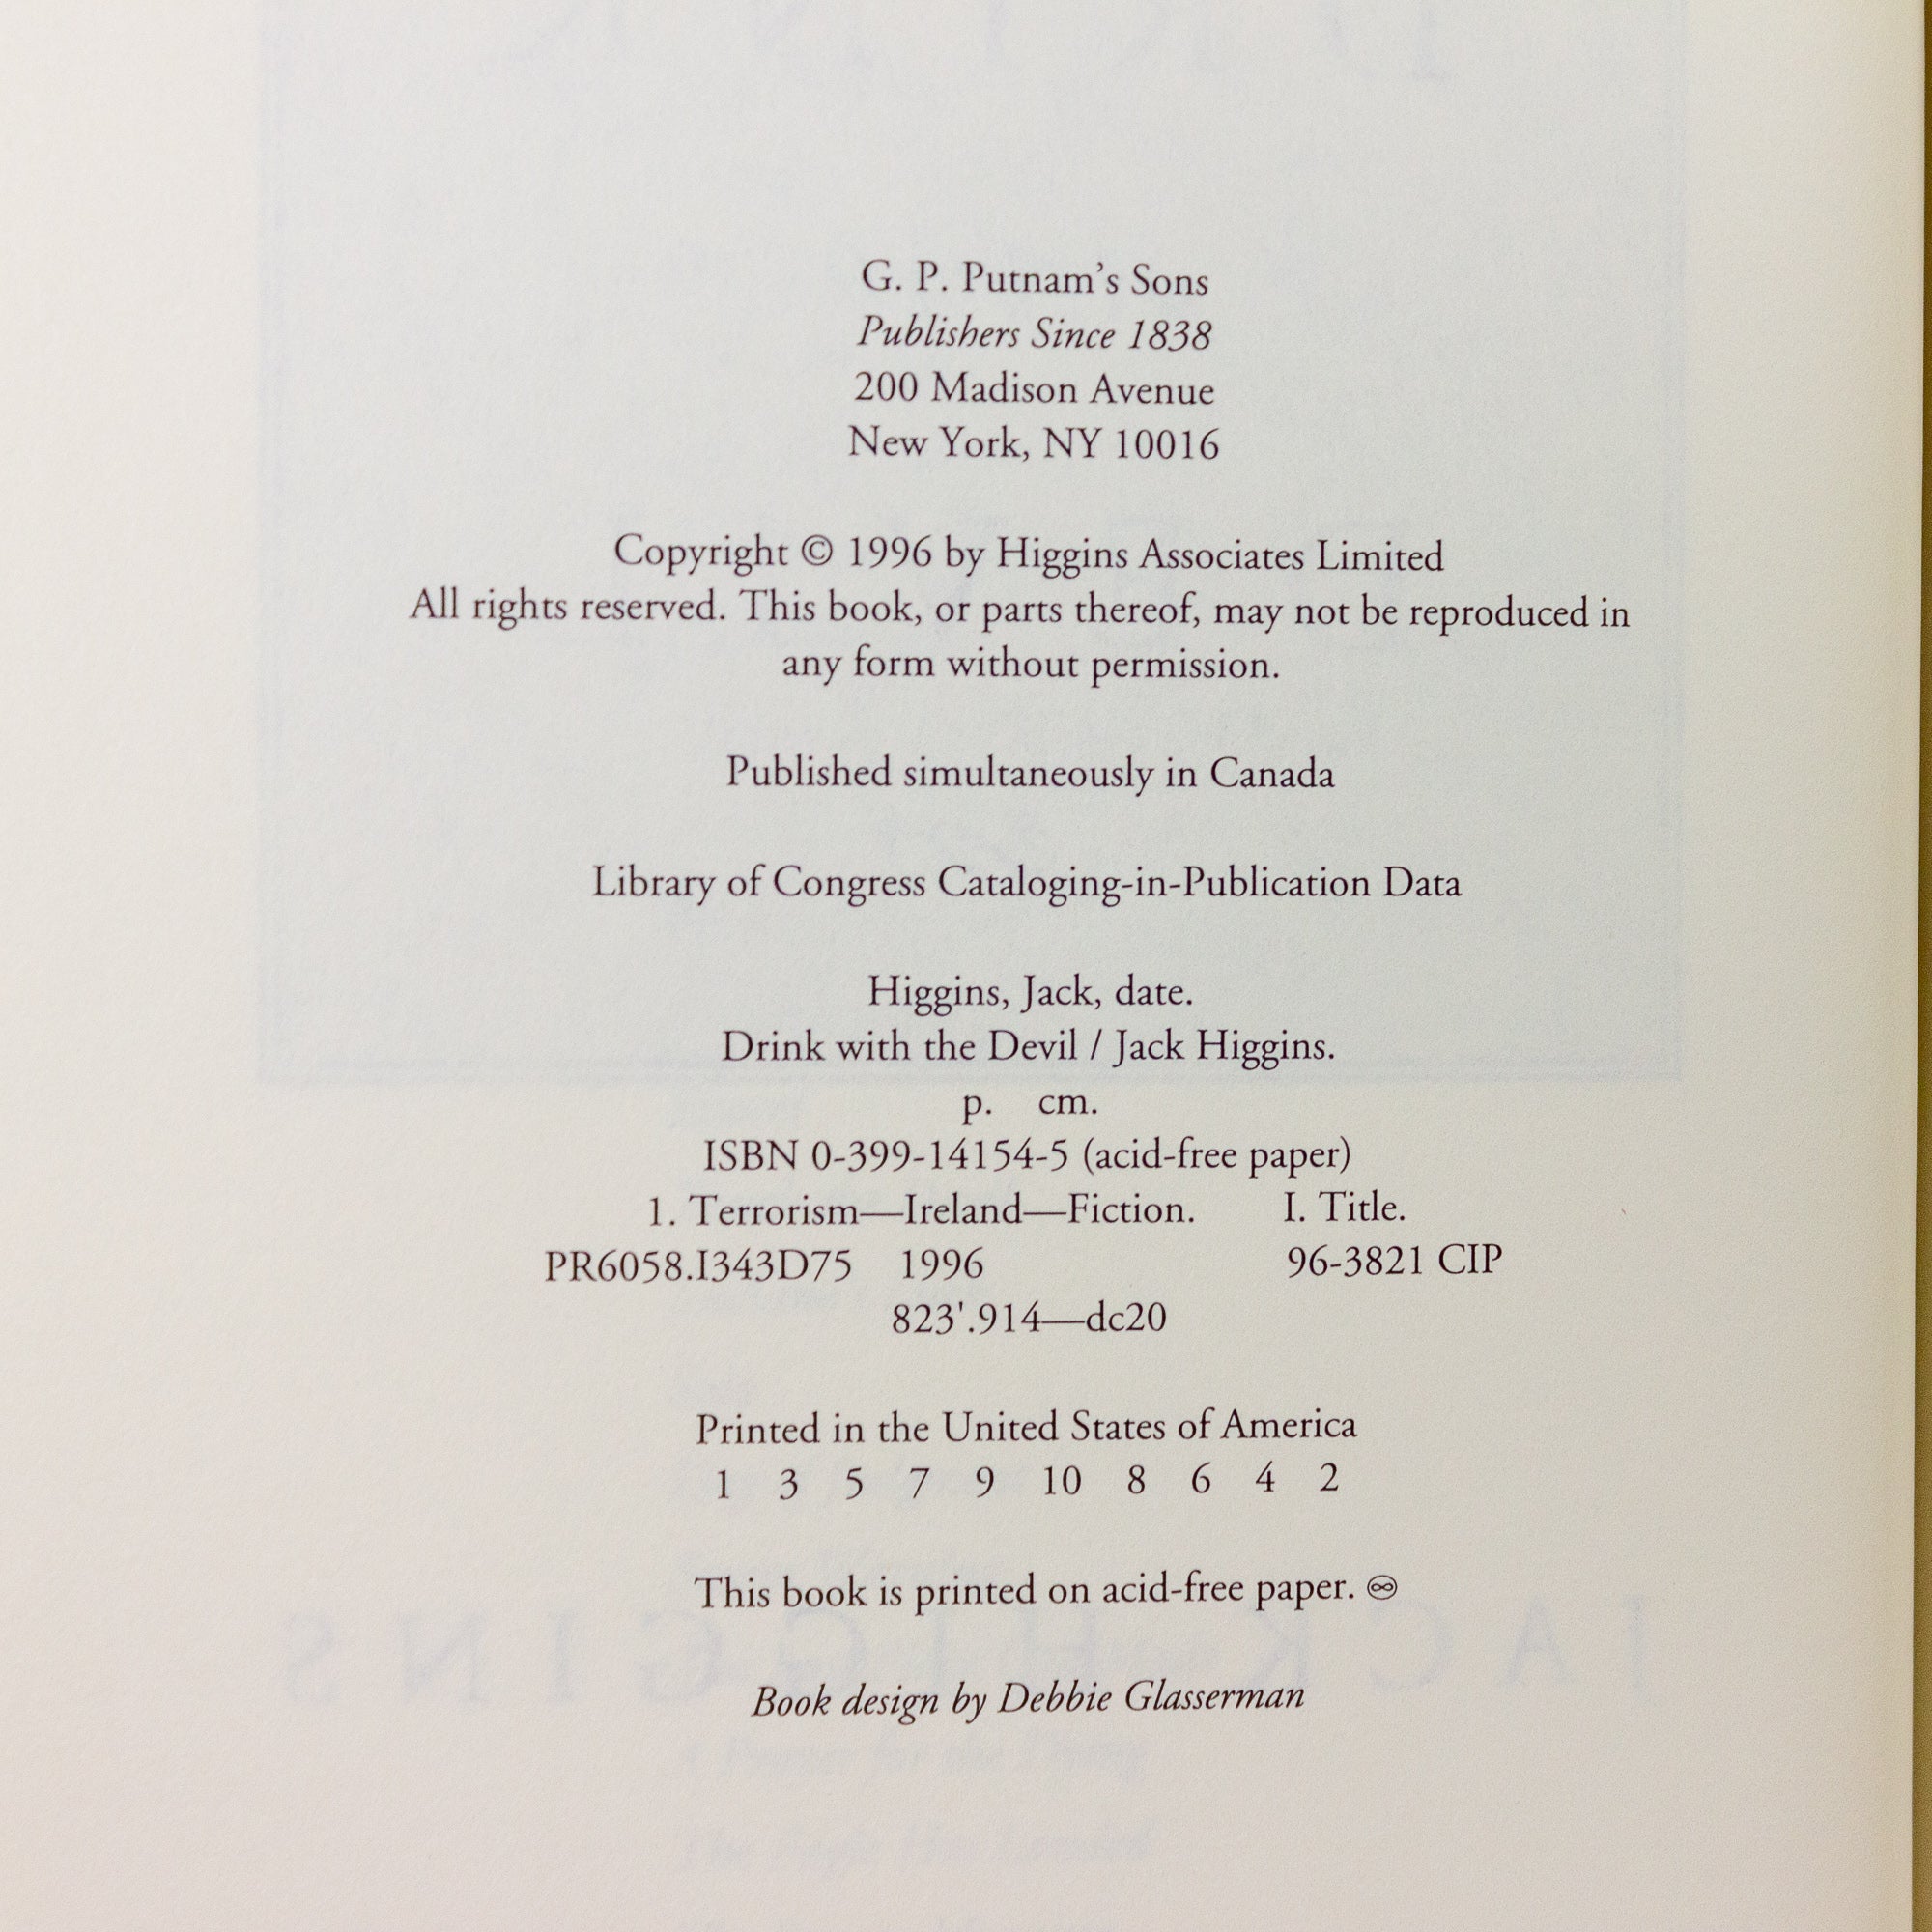 G. P. Putnam's Sons
Publishers Since 1838
200 Madison Avenue
New York, NY 10016
Copyright © 1996 by Higgins Associates Limited
All rights reserved. This book, or parts thereof, may not be reproduced in
any form without permission.
Published simultaneously in Canada
Library of Congress Cataloging-in-Publication Data
Higgins, Jack, date.
Drink with the Devil / Jack Higgins.
p. cm.
ISBN 0-399-14154-5 (acid-free paper)
1. Terrorism—Ireland—Fiction. I. Title.
PR6058.I343D75 1996 96-3821 CIP
823'.914—dc20
Printed in the United States of America
1 3 5 7 9 10 8 6 4 2
This book is printed on acid-free paper. ♾
JACK HIGGINS
Book design by Debbie Glasserman